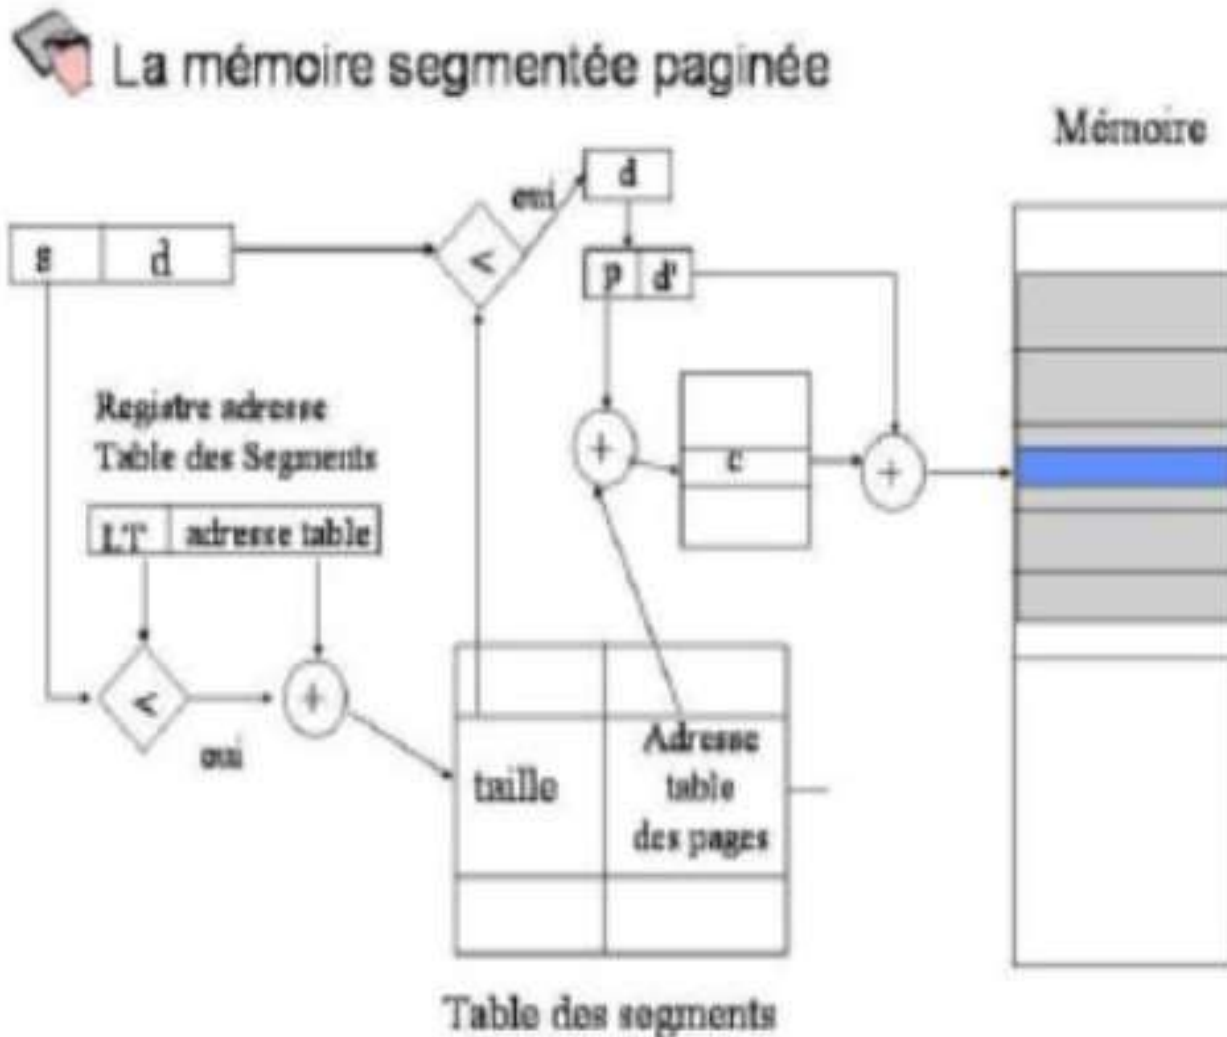 La mémoire segmentée paginée
Mémoire
s d
<
oui
d
p d'
Registre adresse
Table des Segments
LT adresse table
+
c
+
<
oui
+
taille
Adresse
table
des pages
Table des segments